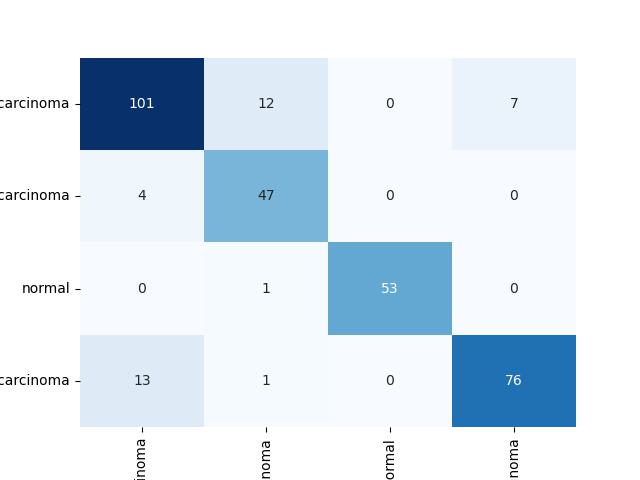 carcinoma 101 12 0 7
carcinoma 4 47 0 0
normal 0 1 53 0
carcinoma 13 1 0 76
inoma noma ormal noma